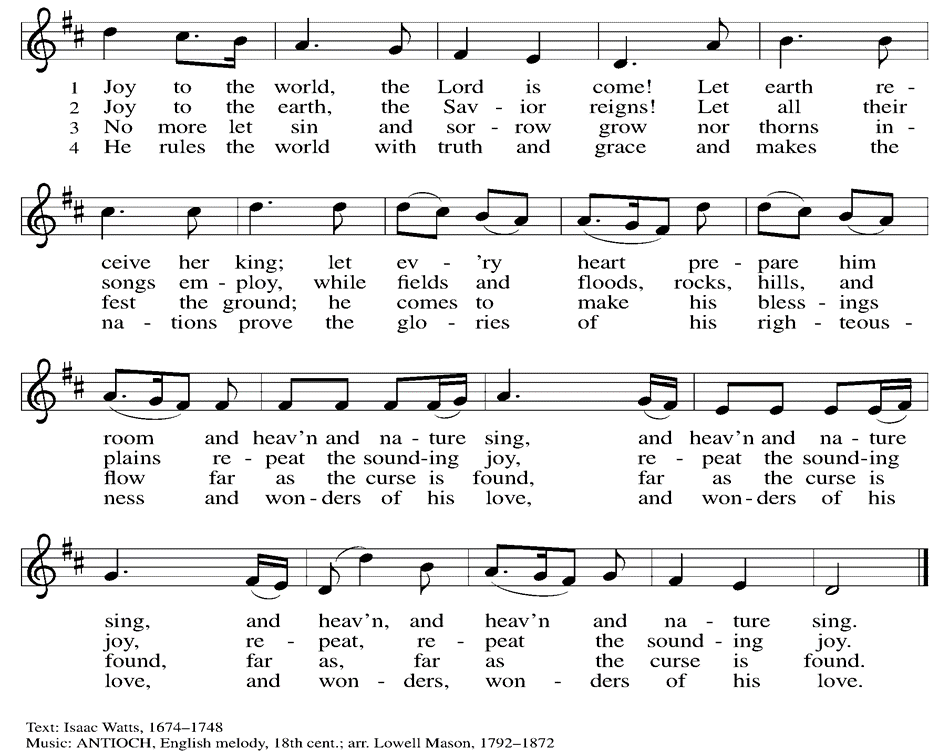 1 Joy to the world, the Lord is come! Let earth re -
2 Joy to the earth, the Sav - ior reigns! Let all their
3 No more let sin and sor - row grow nor thorns in -
4 He rules the world with truth and grace and makes the
ceive her king; let ev - 'ry heart pre - pare him
songs em - ploy, while fields and floods, rocks, hills, and
fest the ground; he comes to make his bless - ings
na - tions prove the glo - ries of his righ - teous -
room and heav'n and na - ture sing, and heav'n and na - ture
plains re - peat the sound-ing joy, re - peat the sound-ing
flow far as the curse is found, far as the curse is
ness and won - ders of his love, and won - ders of his
sing, and heav'n, and heav'n and na - ture sing.
joy, re - peat, re - peat the sound - ing joy.
found, far as, far as the curse is found.
love, and won - ders, won - ders of his love.
Text: Isaac Watts, 1674–1748
Music: ANTIOCH, English melody, 18th cent.; arr. Lowell Mason, 1792–1872